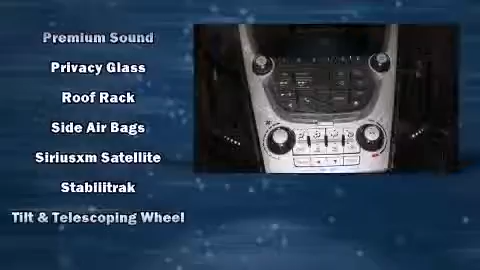 Premium Sound
Privacy Glass
Roof Rack
Side Air Bags
Siriusxm Satellite
Stabilitrak
Tilt & Telescoping Wheel